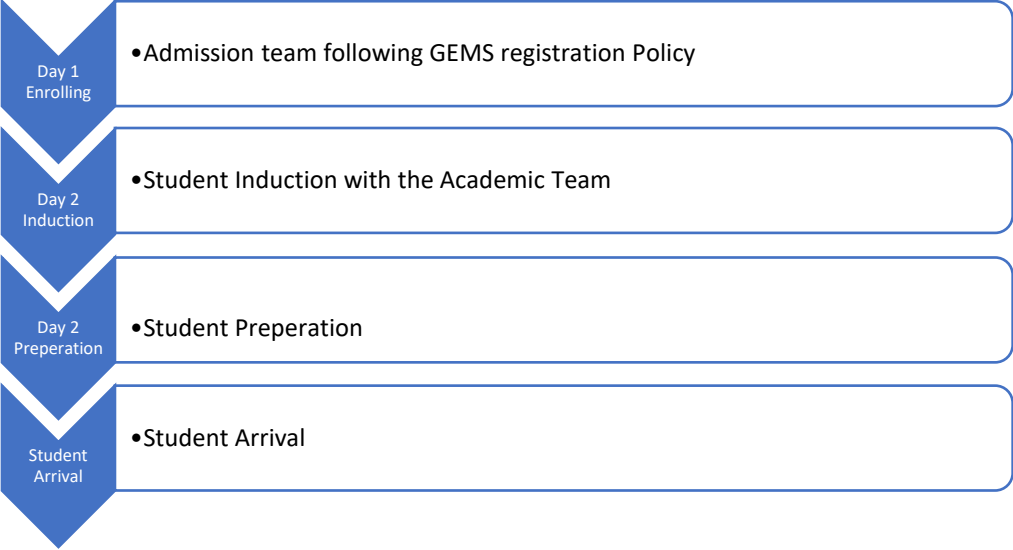 Day 1
Enrolling
•Admission team following GEMS registration Policy
Day 2
Induction
•Student Induction with the Academic Team
Day 2
Preperation
•Student Preperation
Student
Arrival
•Student Arrival